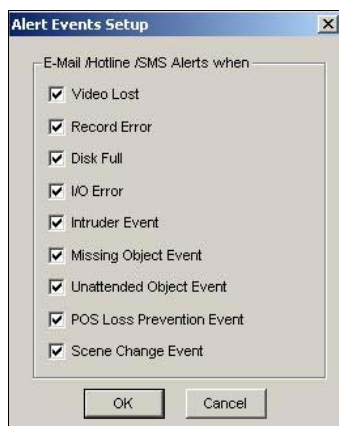 Alert Events Setup
E-Mail /Hotline /SMS Alerts when
Video Lost
Record Error
Disk Full
I/O Error
Intruder Event
Missing Object Event
Unattended Object Event
POS Loss Prevention Event
Scene Change Event
OK
Cancel